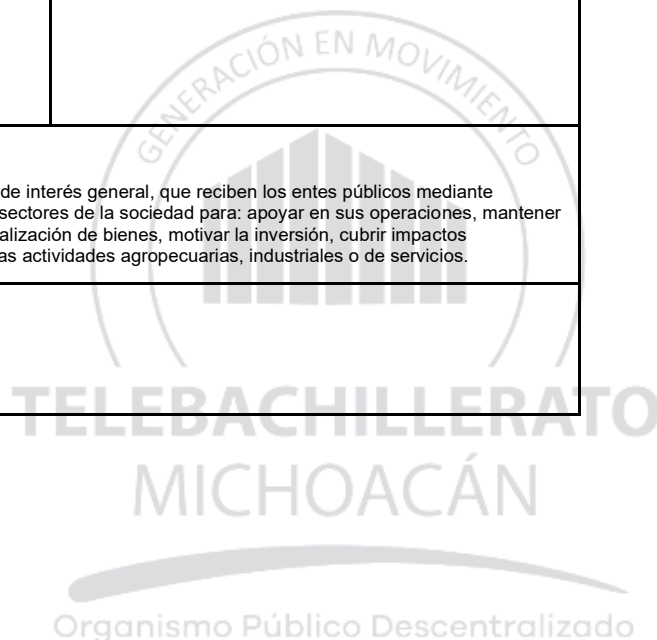 GENERACIÓN EN MOVIMIENTO
de interés general, que reciben los entes públicos mediante
sectores de la sociedad para: apoyar en sus operaciones, mantener
alización de bienes, motivar la inversión, cubrir impactos
as actividades agropecuarias, industriales o de servicios.
TELEBACHILLERATO
MICHOACÁN
Organismo Público Descentralizado